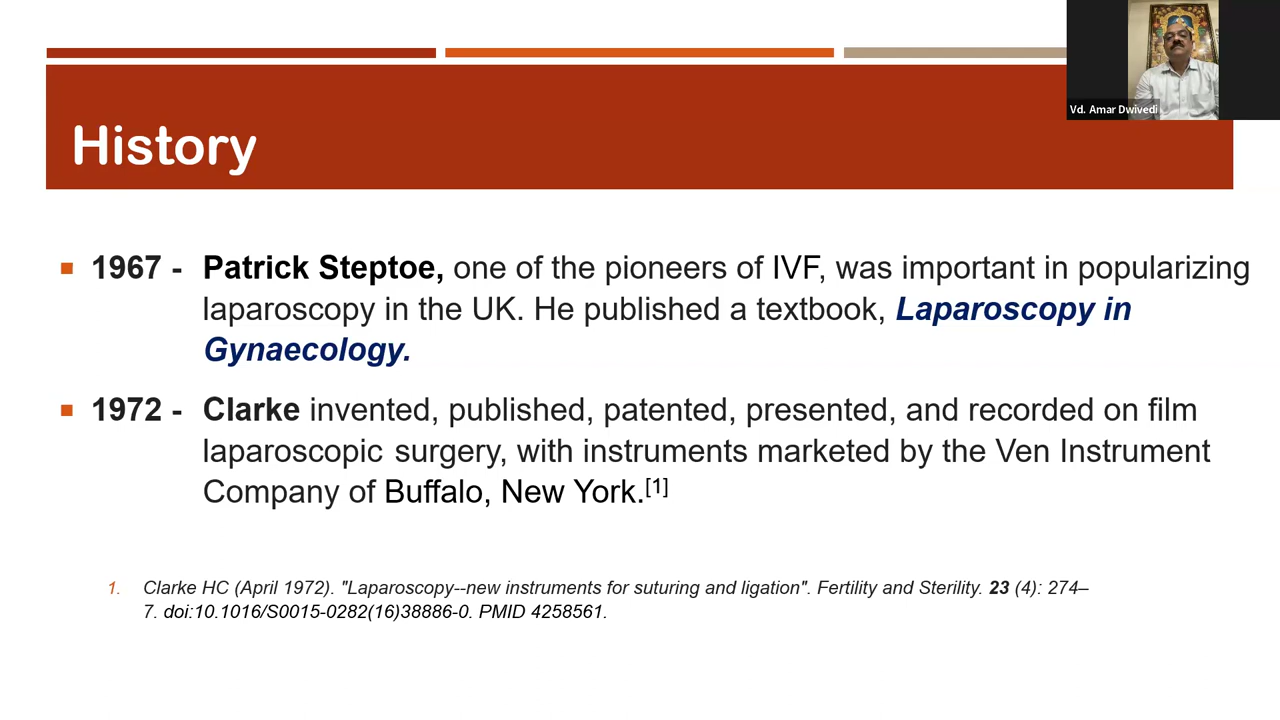 Vd. Amar Dwivedi
History
1967 - Patrick Steptoe, one of the pioneers of IVF, was important in popularizing
laparoscopy in the UK. He published a textbook, Laparoscopy in
Gynaecology.
1972 - Clarke invented, published, patented, presented, and recorded on film
laparoscopic surgery, with instruments marketed by the Ven Instrument
Company of Buffalo, New York.[1]
1. Clarke HC (April 1972). "Laparoscopy--new instruments for suturing and ligation". Fertility and Sterility. 23 (4): 274–
7. doi:10.1016/S0015-0282(16)38886-0. PMID 4258561.